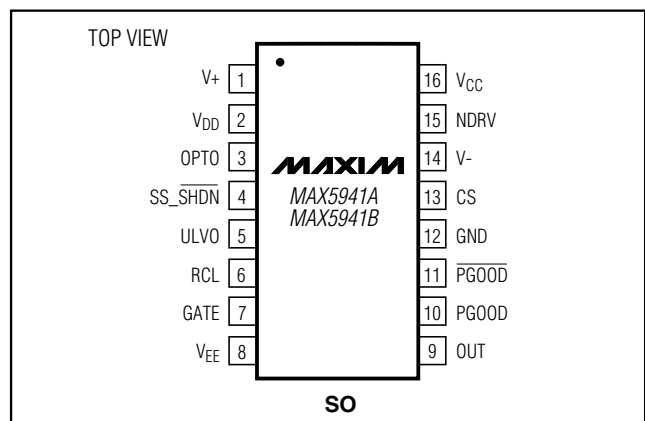 TOP VIEW
V+ 1
VDD 2
OPTO 3
SS_SHDN 4
ULVO 5
RCL 6
GATE 7
VEE 8
MAXIM
MAX5941A
MAX5941B
16 VCC
15 NDRV
14 V-
13 CS
12 GND
11 PGOOD
10 PGOOD
9 OUT
SO